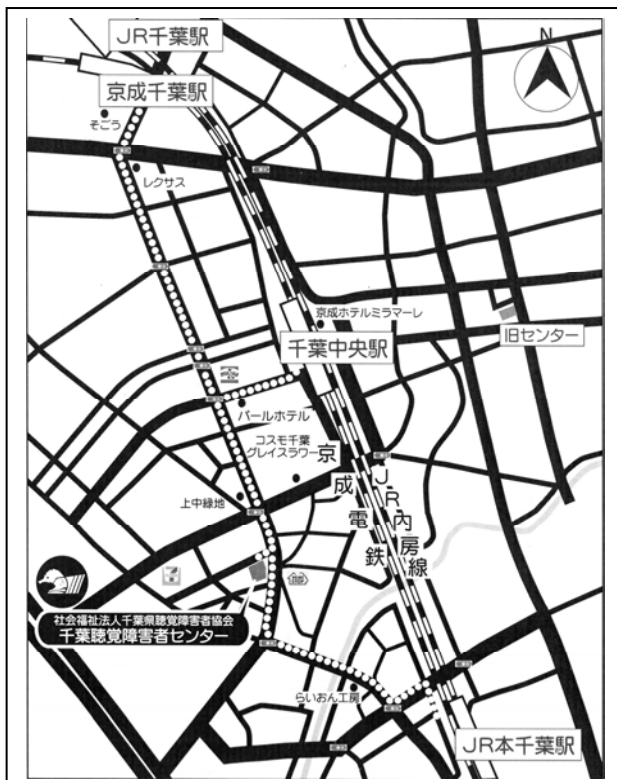 JR千葉駅
N
京成千葉駅
そごう
レクサス
京成ホテルミラマーレ
千葉中央駅
旧センター
パールホテル
コスモ千葉
グレイスラワー
京成電鉄
JR内房線
上中緑地
社会福祉法人千葉県聴覚障害者協会
千葉聴覚障害者センター
らいおん工房
JR本千葉駅